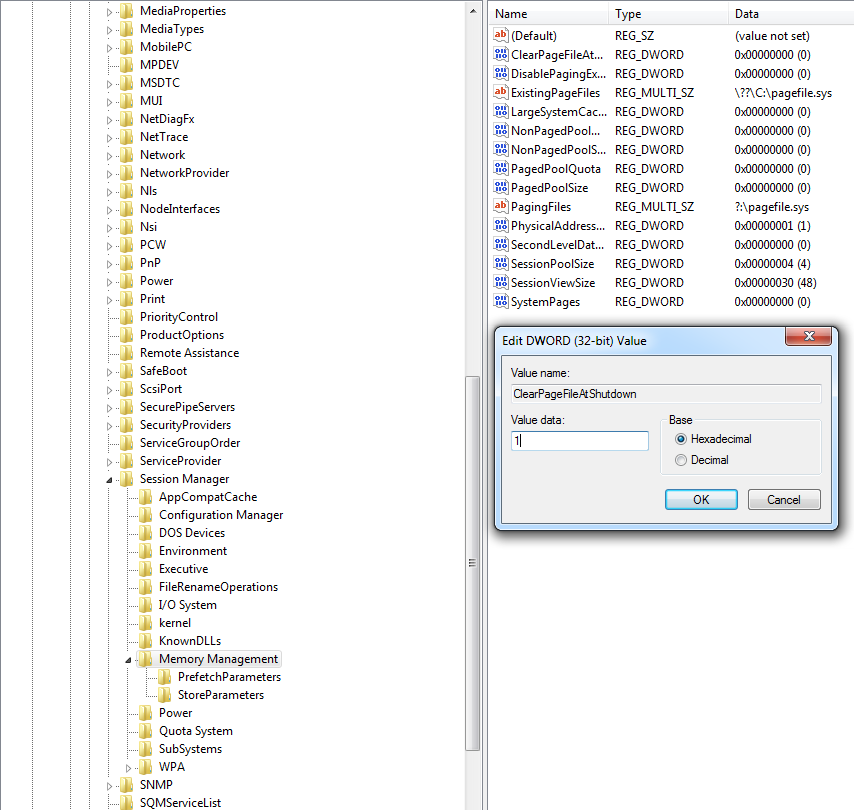 MediaProperties
MediaTypes
MobilePC
MPDEV
MSDTC
MUI
NetDiagFx
NetTrace
Network
NetworkProvider
Nls
NodeInterfaces
Nsi
PCW
PnP
Power
Print
PriorityControl
ProductOptions
Remote Assistance
SafeBoot
ScsiPort
SecurePipeServers
SecurityProviders
ServiceGroupOrder
ServiceProvider
Session Manager
AppCompatCache
Configuration Manager
DOS Devices
Environment
Executive
FileRenameOperations
I/O System
kernel
KnownDLLs
Memory Management
PrefetchParameters
StoreParameters
Power
Quota System
SubSystems
WPA
SNMP
SQMServiceList
Name Type Data
(Default) REG_SZ (value not set)
ClearPageFileAt... REG_DWORD 0x00000000 (0)
DisablePagingEx... REG_DWORD 0x00000000 (0)
ExistingPageFiles REG_MULTI_SZ \??\C:\pagefile.sys
LargeSystemCac... REG_DWORD 0x00000000 (0)
NonPagedPool... REG_DWORD 0x00000000 (0)
NonPagedPoolS... REG_DWORD 0x00000000 (0)
PagedPoolQuota REG_DWORD 0x00000000 (0)
PagedPoolSize REG_DWORD 0x00000000 (0)
PagingFiles REG_MULTI_SZ ?:\pagefile.sys
PhysicalAddress... REG_DWORD 0x00000001 (1)
SecondLevelDat... REG_DWORD 0x00000000 (0)
SessionPoolSize REG_DWORD 0x00000004 (4)
SessionViewSize REG_DWORD 0x00000030 (48)
SystemPages REG_DWORD 0x00000000 (0)
Edit DWORD (32-bit) Value
Value name:
ClearPageFileAtShutdown
Value data:
1
Base
Hexadecimal
Decimal
OK Cancel